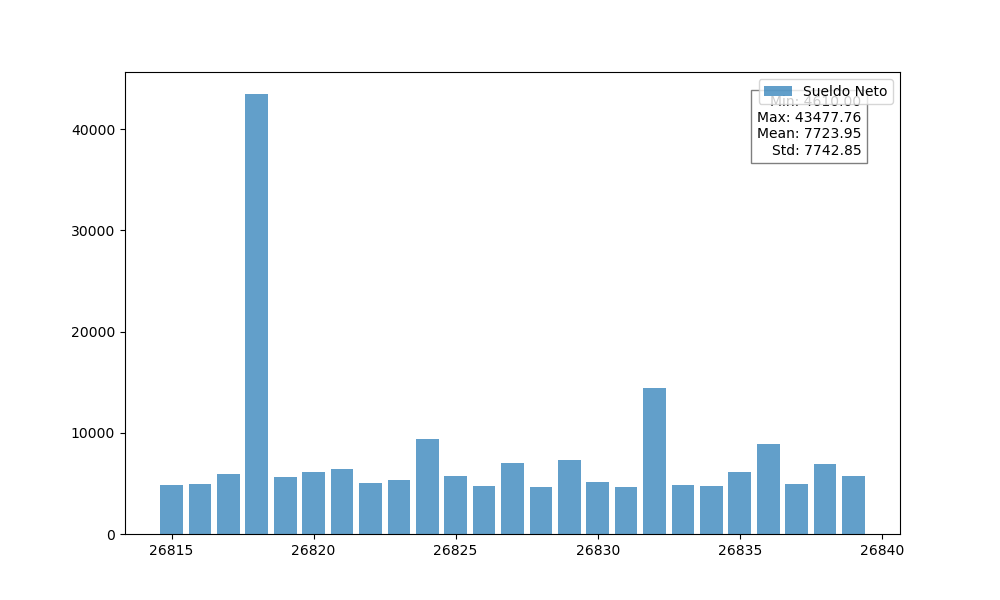 Sueldo Neto
Min: 4610.00
Max: 43477.76
Mean: 7723.95
Std: 7742.85
40000
30000
20000
10000
0
26815 26820 26825 26830 26835 26840